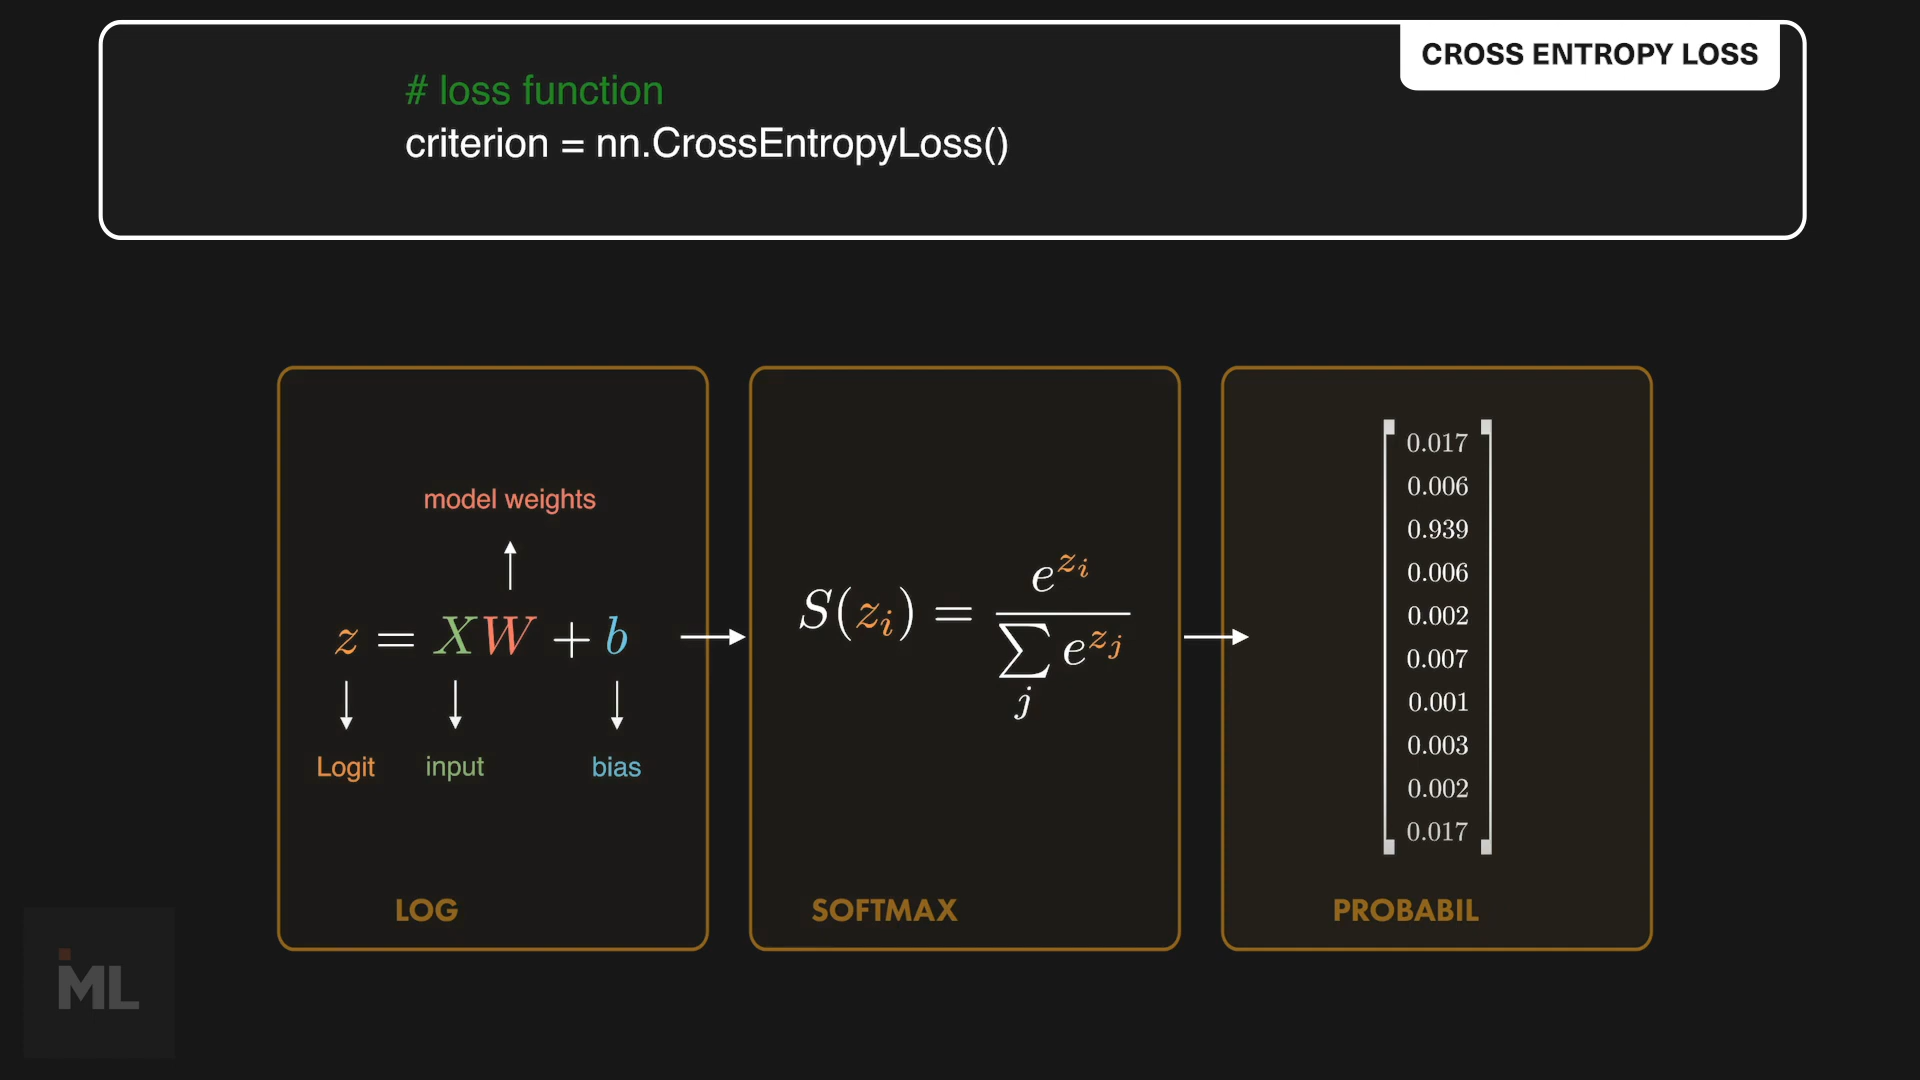 CROSS ENTROPY LOSS
# loss function
criterion = nn.CrossEntropyLoss()
model weights
z = XW + b
Logit input bias
LOG
S(z_i) = e^{z_i} / ∑_j e^{z_j}
SOFTMAX
0.017
0.006
0.939
0.006
0.002
0.007
0.001
0.003
0.002
0.017
PROBABIL
ML